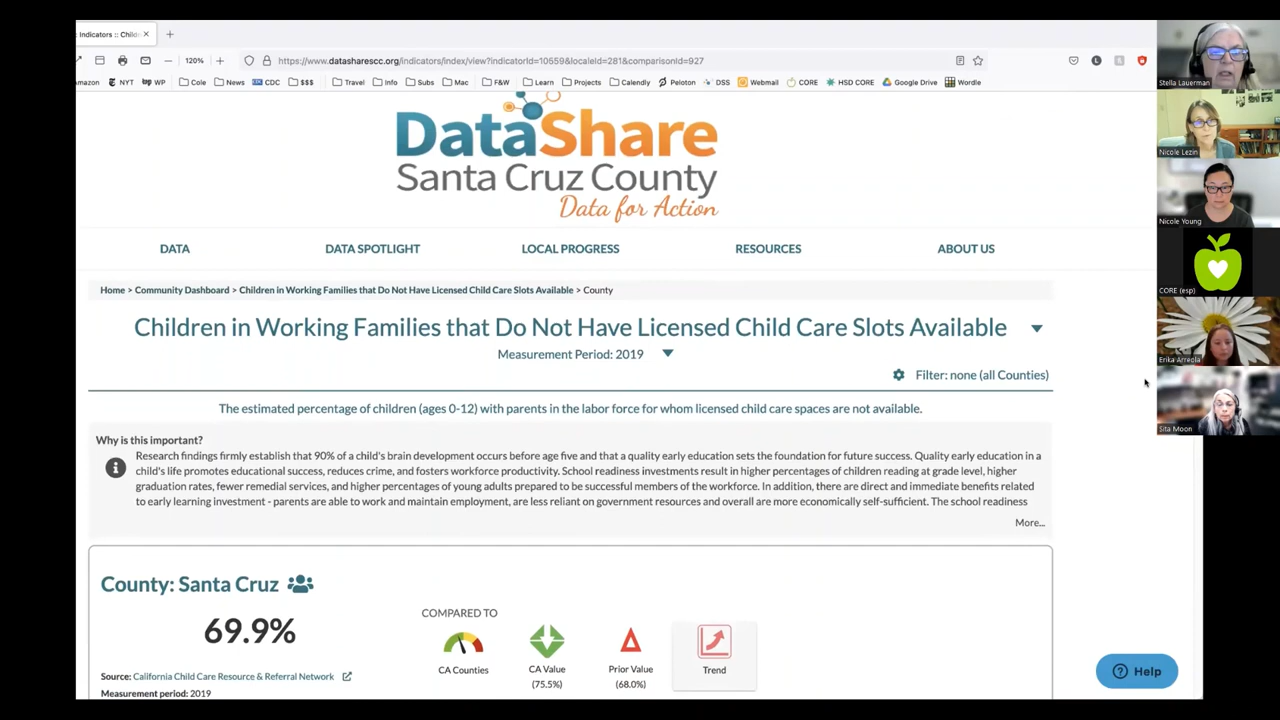 : Indicators :: Childr
120%
https://www.datasharescc.org/indicators/index/view?indicatorId=10659&localeId=281&comparisonId=927
mazon NYT WP Cole News CDC $$$ Travel Info Subs Mac F&W Learn Projects Calendly Peloton DSS Webmail CORE HSD CORE Google Drive Wordle
DataShare
Santa Cruz County
Data for Action
DATA DATA SPOTLIGHT LOCAL PROGRESS RESOURCES ABOUT US
Home > Community Dashboard > Children in Working Families that Do Not Have Licensed Child Care Slots Available > County
Children in Working Families that Do Not Have Licensed Child Care Slots Available
Measurement Period: 2019
Filter: none (all Counties)
The estimated percentage of children (ages 0-12) with parents in the labor force for whom licensed child care spaces are not available.
Why is this important?
Research findings firmly establish that 90% of a child's brain development occurs before age five and that a quality early education sets the foundation for future success. Quality early education in a
child's life promotes educational success, reduces crime, and fosters workforce productivity. School readiness investments result in higher percentages of children reading at grade level, higher
graduation rates, fewer remedial services, and higher percentages of young adults prepared to be successful members of the workforce. In addition, there are direct and immediate benefits related
to early learning investment - parents are able to work and maintain employment, are less reliant on government resources and overall are more economically self-sufficient. The school readiness
More...
County: Santa Cruz
69.9%
Source: California Child Care Resource & Referral Network
Measurement period: 2019
COMPARED TO
CA Counties
CA Value
(75.5%)
Prior Value
(68.0%)
Trend
Help
Stella Lauerman
Nicole Lezin
Nicole Young
CORE (esp)
Erika Arreola
Sita Moon